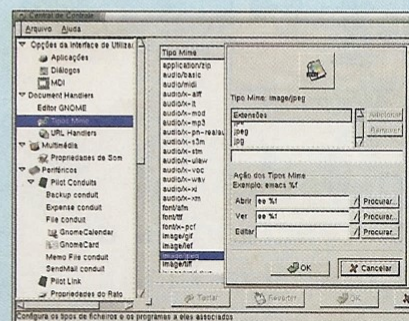 Central de Controle
Arquivo Ajuda
Opções da Interface de Utiliza
Aplicações
Diálogos
MDI
Document Handlers
Editor GNOME
Tipos Mime
URL Handlers
Multimédia
Propriedades de Som
Periféricos
Pilot Conduits
Backup conduit
Expense conduit
File conduit
GnomeCalendar
GnomeCard
Memo File conduit
SendMail conduit
Pilot Link
Propriedades do Rato
Tipo Mime
application/zip
audio/basic
audio/midi
audio/x-aiff
audio/x-it
audio/x-mod
audio/x-mp3
audio/x-pn-realau
audio/x-s3m
audio/x-stm
audio/x-ulaw
audio/x-voc
audio/x-wav
audio/x-xi
audio/x-xm
font/afm
font/ttf
font/x-pcf
image/gif
image/ief
image/jpeg
image/tiff
Tipo Mime: image/jpeg
Extensões
jpeg
jpg
Adicionar
Remover
Ação dos Tipos Mime
Exemplo: emacs %f
Abrir ee %f Procurar...
Ver ee %f Procurar...
Editar Procurar...
OK Cancelar
Tentar Reverter OK
Configura os tipos de ficheiros e os programas a eles associados